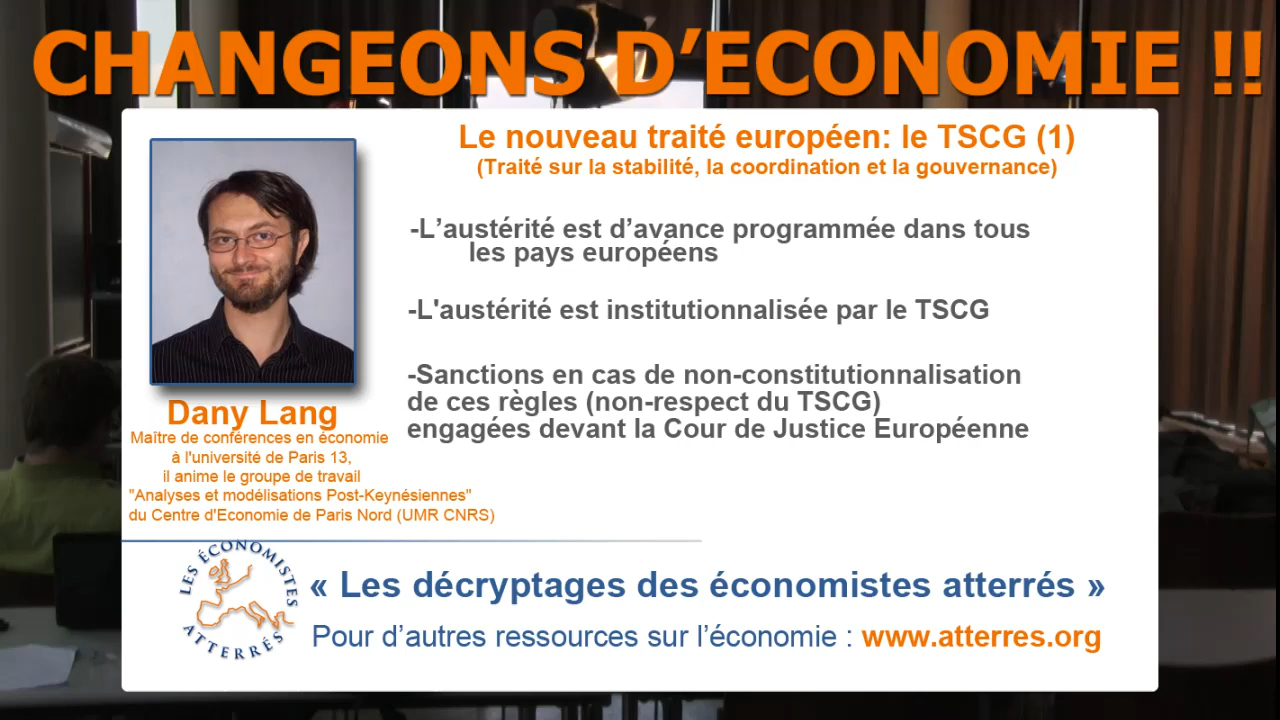 CHANGEONS D’ECONOMIE !!
Le nouveau traité européen: le TSCG (1)
(Traité sur la stabilité, la coordination et la gouvernance)
-L’austérité est d’avance programmée dans tous
les pays européens
-L'austérité est institutionnalisée par le TSCG
-Sanctions en cas de non-constitutionnalisation
de ces règles (non-respect du TSCG)
engagées devant la Cour de Justice Européenne
Dany Lang
Maître de conférences en économie
à l'université de Paris 13,
il anime le groupe de travail
"Analyses et modélisations Post-Keynésiennes"
du Centre d'Economie de Paris Nord (UMR CNRS)
LES ÉCONOMISTES
ATTERRÉS
« Les décryptages des économistes atterrés »
Pour d’autres ressources sur l’économie : www.atterres.org